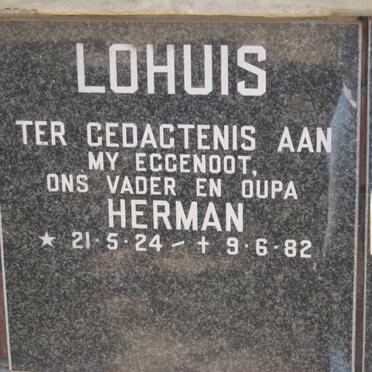 LOHUIS
TER GEDAGTENIS AAN
MY EGGENOOT,
ONS VADER EN OUPA
HERMAN
★ 21·5·24 – † 9·6·82